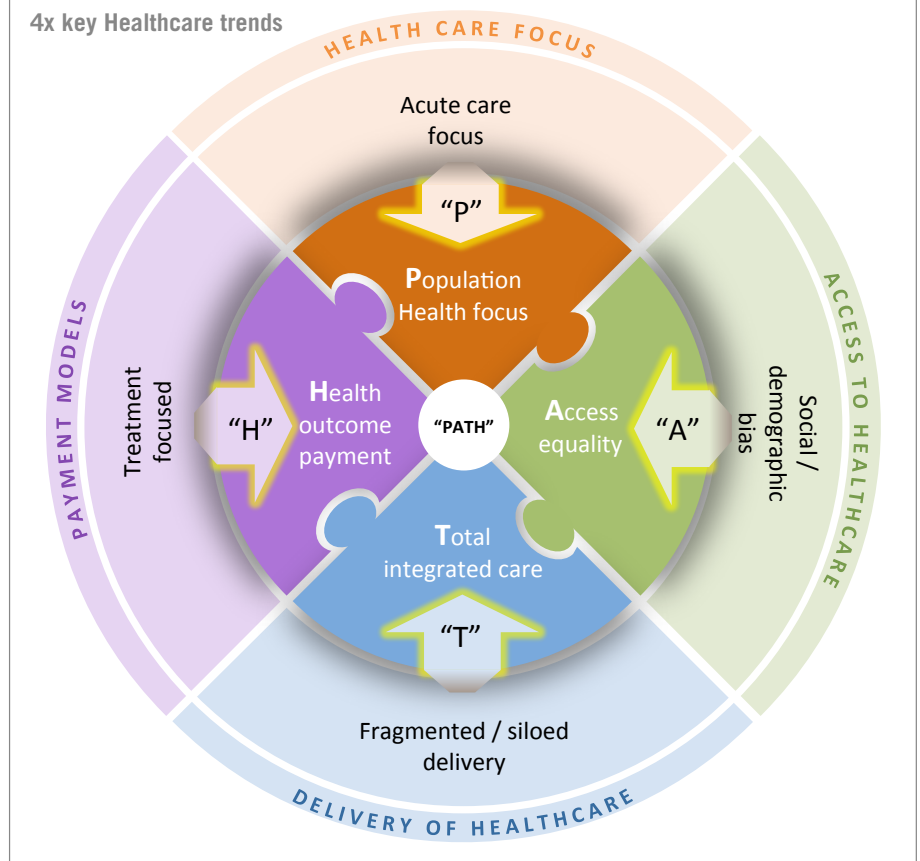 4x key Healthcare trends
HEALTH CARE FOCUS
Acute care
focus
“P”
Population
Health focus
ACCESS TO HEALTHCARE
Social /
demographic
bias
“A”
Access
equality
DELIVERY OF HEALTHCARE
Fragmented / siloed
delivery
“T”
Total
integrated care
PAYMENT MODELS
Treatment
focused
“H”
Health
outcome
payment
“PATH”